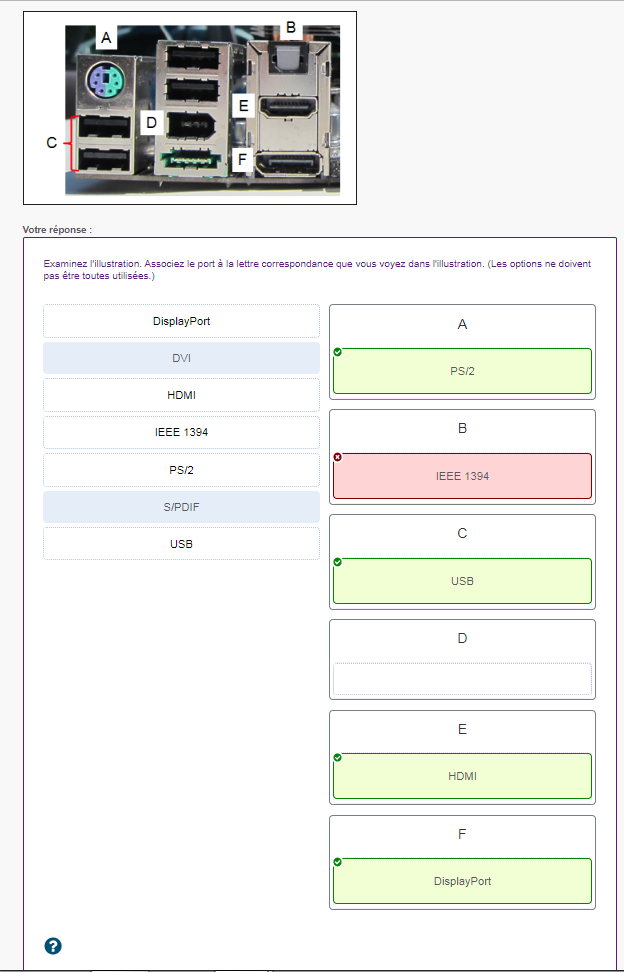 A
B
C
D
E
F
Votre réponse :
Examinez l'illustration. Associez le port à la lettre correspondance que vous voyez dans l'illustration. (Les options ne doivent
pas être toutes utilisées.)
DisplayPort
DVI
HDMI
IEEE 1394
PS/2
S/PDIF
USB
A
PS/2
B
IEEE 1394
C
USB
D
E
HDMI
F
DisplayPort
?